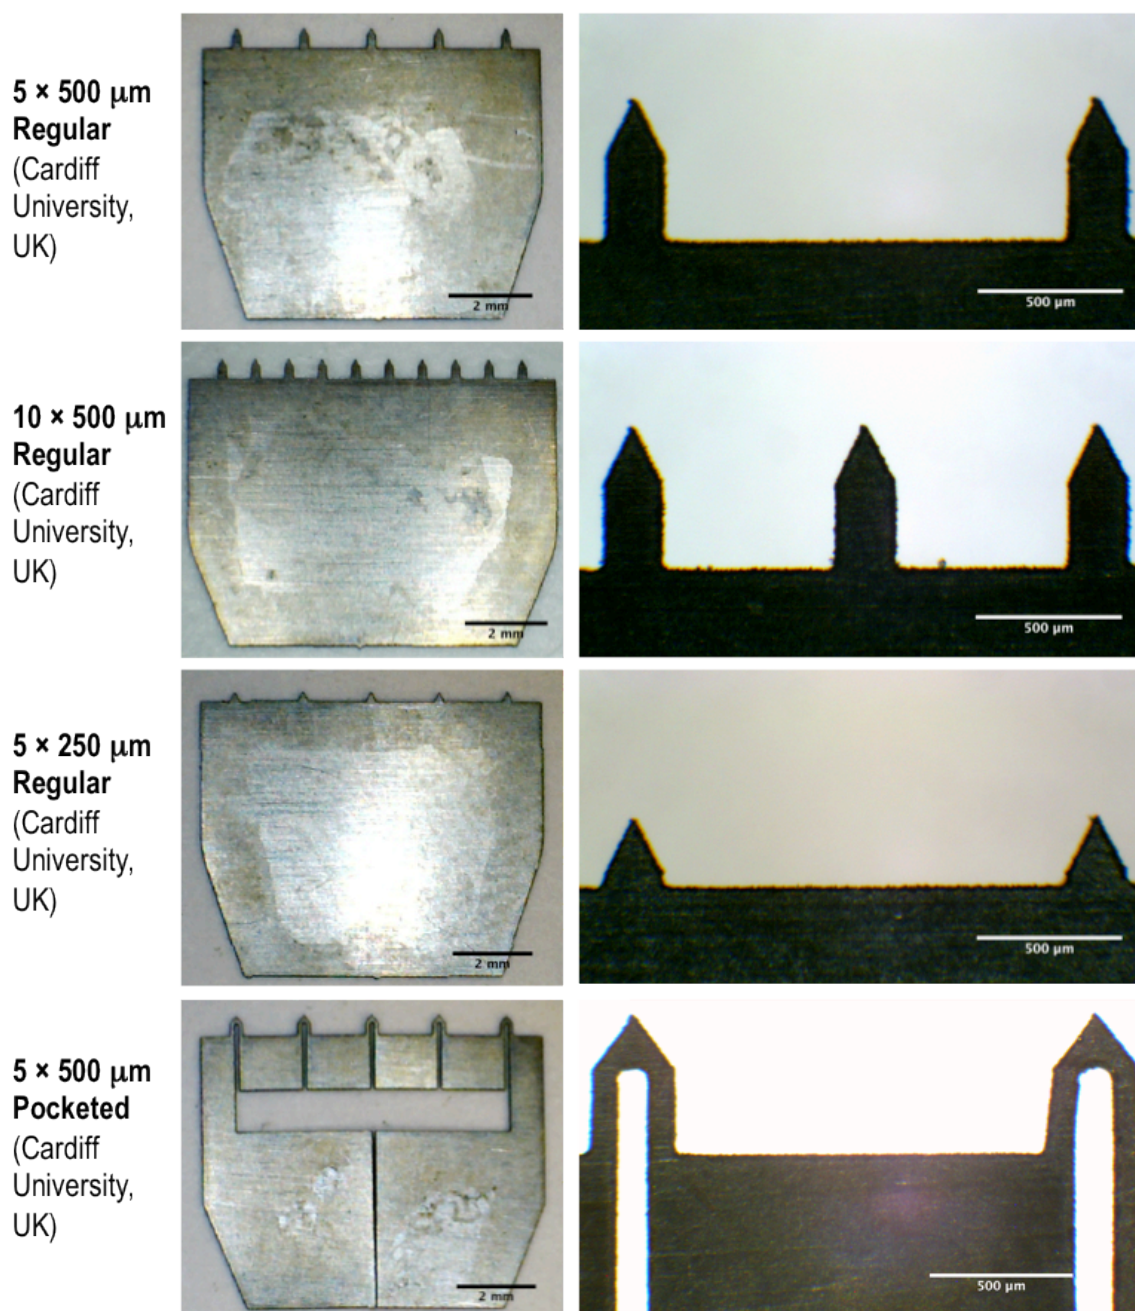 5 × 500 μm
Regular
(Cardiff
University,
UK)
2 mm
500 μm
10 × 500 μm
Regular
(Cardiff
University,
UK)
2 mm
500 μm
5 × 250 μm
Regular
(Cardiff
University,
UK)
2 mm
500 μm
5 × 500 μm
Pocketed
(Cardiff
University,
UK)
2 mm
500 μm